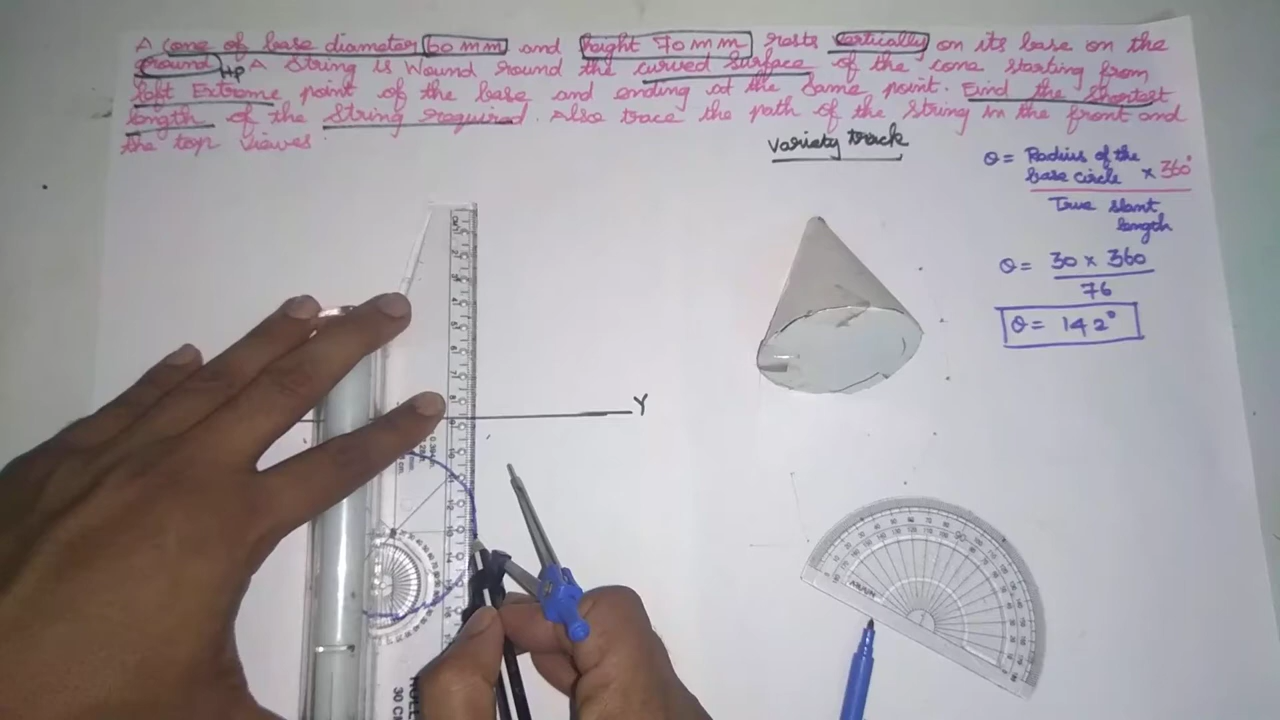 A cone of base diameter 60 mm and height 70 mm rests vertically on its base on the
ground HP A String is Wound round the curved Surface of the cone starting from
left Extreme point of the base and ending at the Same point. Find the shortest
length of the String required. Also trace the path of the string in the front and
the top Viewes.
Variety track
θ = Radius of the
base circle × 360°
True slant
length
θ = 30 × 360
76
θ = 142°
Y
30 C